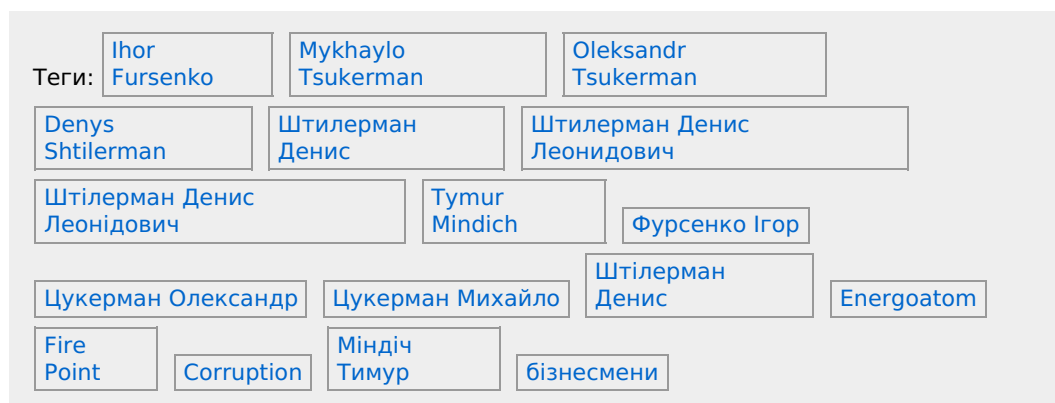 Теги: Ihor Fursenko Mykhaylo Tsukerman Oleksandr Tsukerman
Denys Shtilerman Штилерман Денис Штилерман Денис Леонидович
Штілерман Денис Леонідович Tymur Mindich Фурсенко Ігор
Цукерман Олександр Цукерман Михайло Штілерман Денис Energoatom
Fire Point Corruption Міндіч Тимур бізнесмени